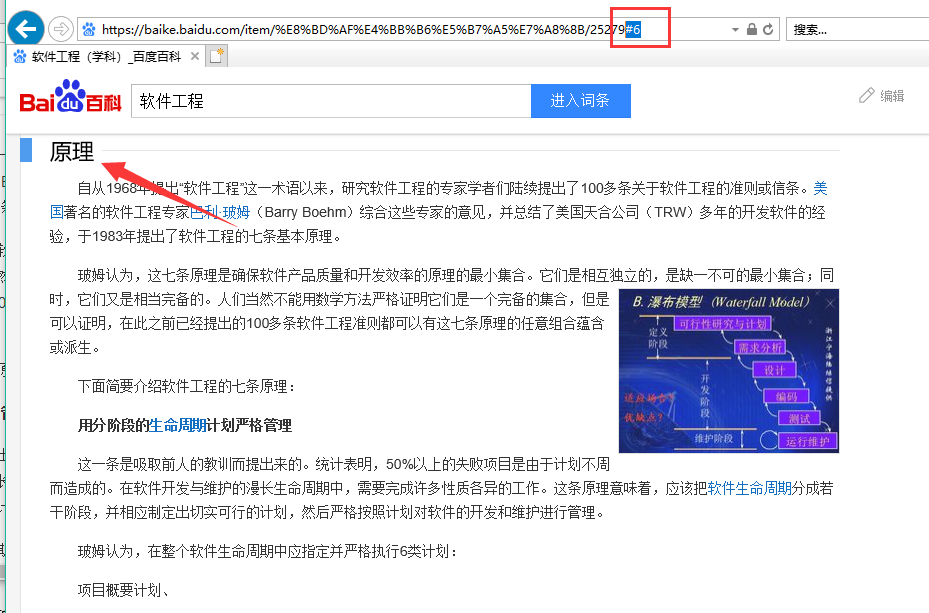 https://baike.baidu.com/item/%E8%BD%AF%E4%BB%B6%E5%B7%A5%E7%A8%8B/25279#6
搜索...
软件工程（学科）_百度百科
Bai du 百科
软件工程
进入词条
编辑
原理
自从1968年提出“软件工程”这一术语以来，研究软件工程的专家学者们陆续提出了100多条关于软件工程的准则或信条。美
国著名的软件工程专家巴利·玻姆（Barry Boehm）综合这些专家的意见，并总结了美国天合公司（TRW）多年的开发软件的经
验，于1983年提出了软件工程的七条基本原理。
玻姆认为，这七条原理是确保软件产品质量和开发效率的原理的最小集合。它们是相互独立的，是缺一不可的最小集合；同
时，它们又是相当完备的。人们当然不能用数学方法严格证明它们是一个完备的集合，但是
可以证明，在此之前已经提出的100多条软件工程准则都可以有这七条原理的任意组合蕴含
或派生。
B. 瀑布模型（Waterfall Model）
定义
阶段
可行性研究与计划
需求分析
设计
开发阶段
编码
测试
适应场合？
优缺点？
维护阶段
运行维护
下面简要介绍软件工程的七条原理：
用分阶段的生命周期计划严格管理
这一条是吸取前人的教训而提出来的。统计表明，50%以上的失败项目是由于计划不周
而造成的。在软件开发与维护的漫长生命周期中，需要完成许多性质各异的工作。这条原理意味着，应该把软件生命周期分成若
干阶段，并相应制定出切实可行的计划，然后严格按照计划对软件的开发和维护进行管理。
玻姆认为，在整个软件生命周期中应指定并严格执行6类计划：
项目概要计划、